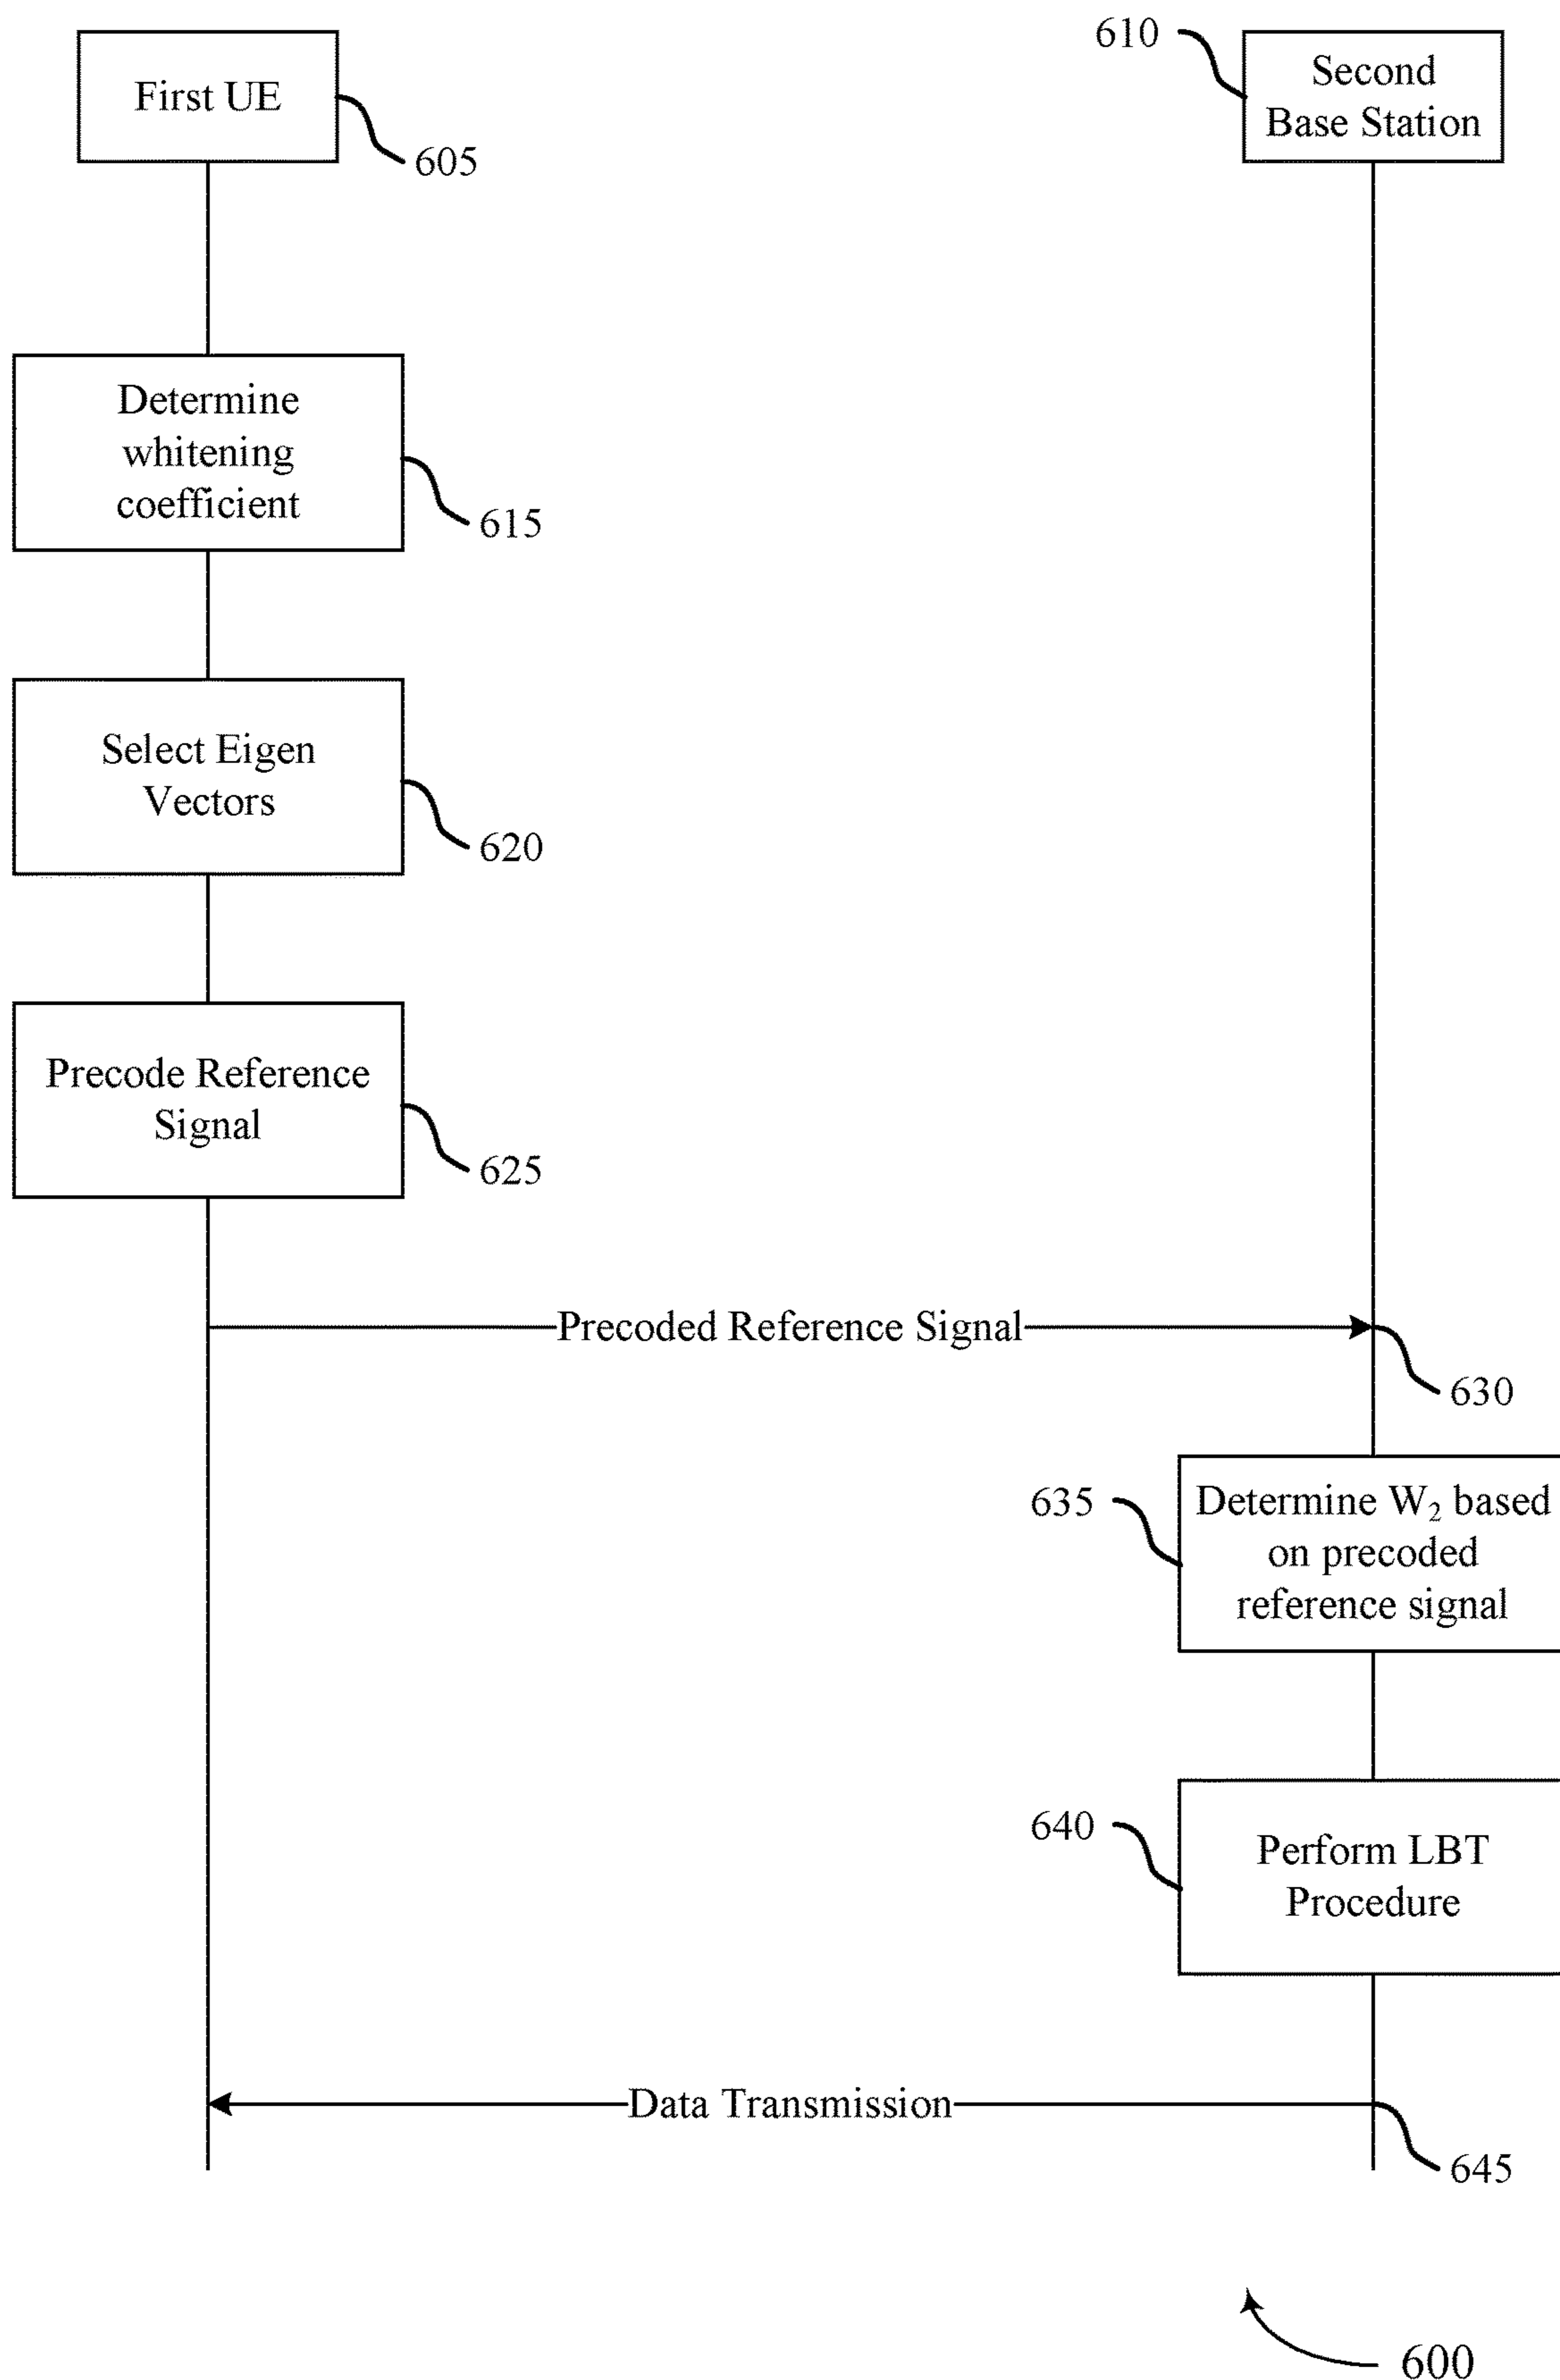 First UE
605
610
Second
Base Station
Determine
whitening
coefficient
615
Select Eigen
Vectors
620
Precode Reference
Signal
625
Precoded Reference Signal
630
635
Determine W₂ based
on precoded
reference signal
640
Perform LBT
Procedure
Data Transmission
645
600